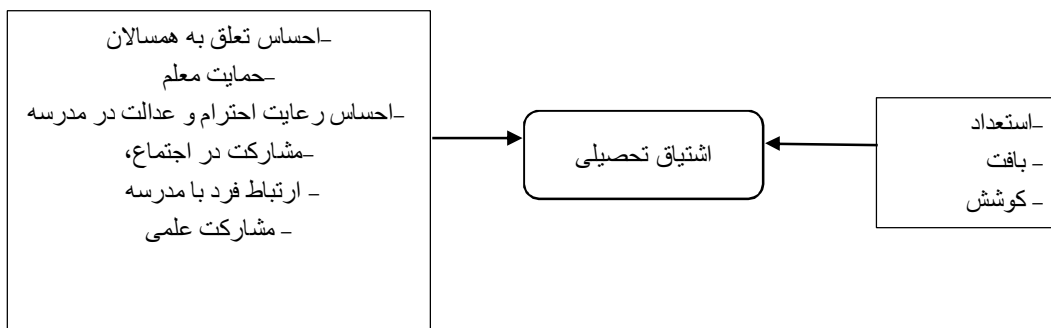 -استعداد
- بافت
- کوشش
اشتیاق تحصیلی
-احساس تعلق به همسالان
-حمایت معلم
-احساس رعایت احترام و عدالت در مدرسه
-مشارکت در اجتماع،
- ارتباط فرد با مدرسه
- مشارکت علمی